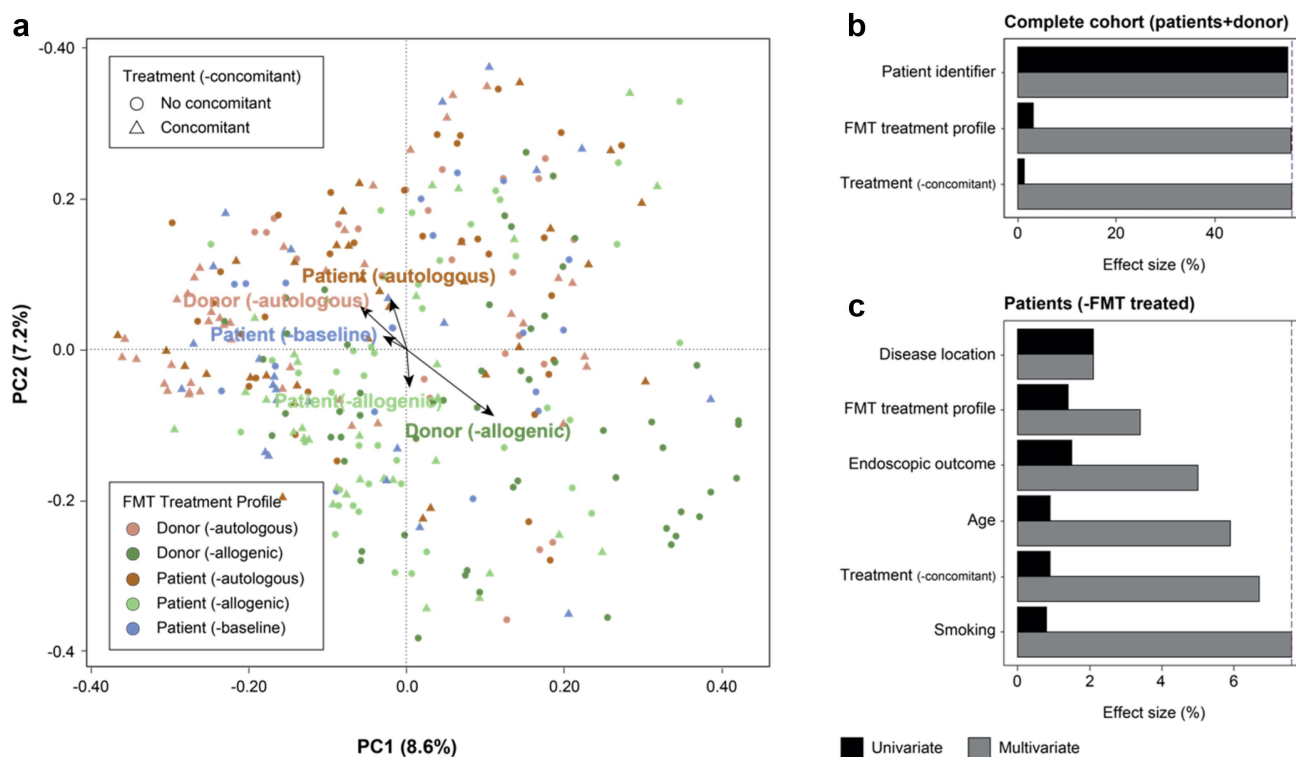 a
-0.40
0.2
0.0
-0.2
-0.4
PC2 (7.2%)
Treatment (-concomitant)
No concomitant
Concomitant
Patient (-autologous)
Donor (-autologous)
Patient (-baseline)
Patient(-allogenic)
Donor (-allogenic)
FMT Treatment Profile
Donor (-autologous)
Donor (-allogenic)
Patient (-autologous)
Patient (-allogenic)
Patient (-baseline)
-0.40
-0.20
0.0
0.20
0.40
PC1 (8.6%)
b
Complete cohort (patients+donor)
Patient identifier
FMT treatment profile
Treatment (-concomitant)
0
40
Effect size (%)
c
Patients (-FMT treated)
Disease location
FMT treatment profile
Endoscopic outcome
Age
Treatment (-concomitant)
Smoking
0
2
4
6
Effect size (%)
Univariate
Multivariate